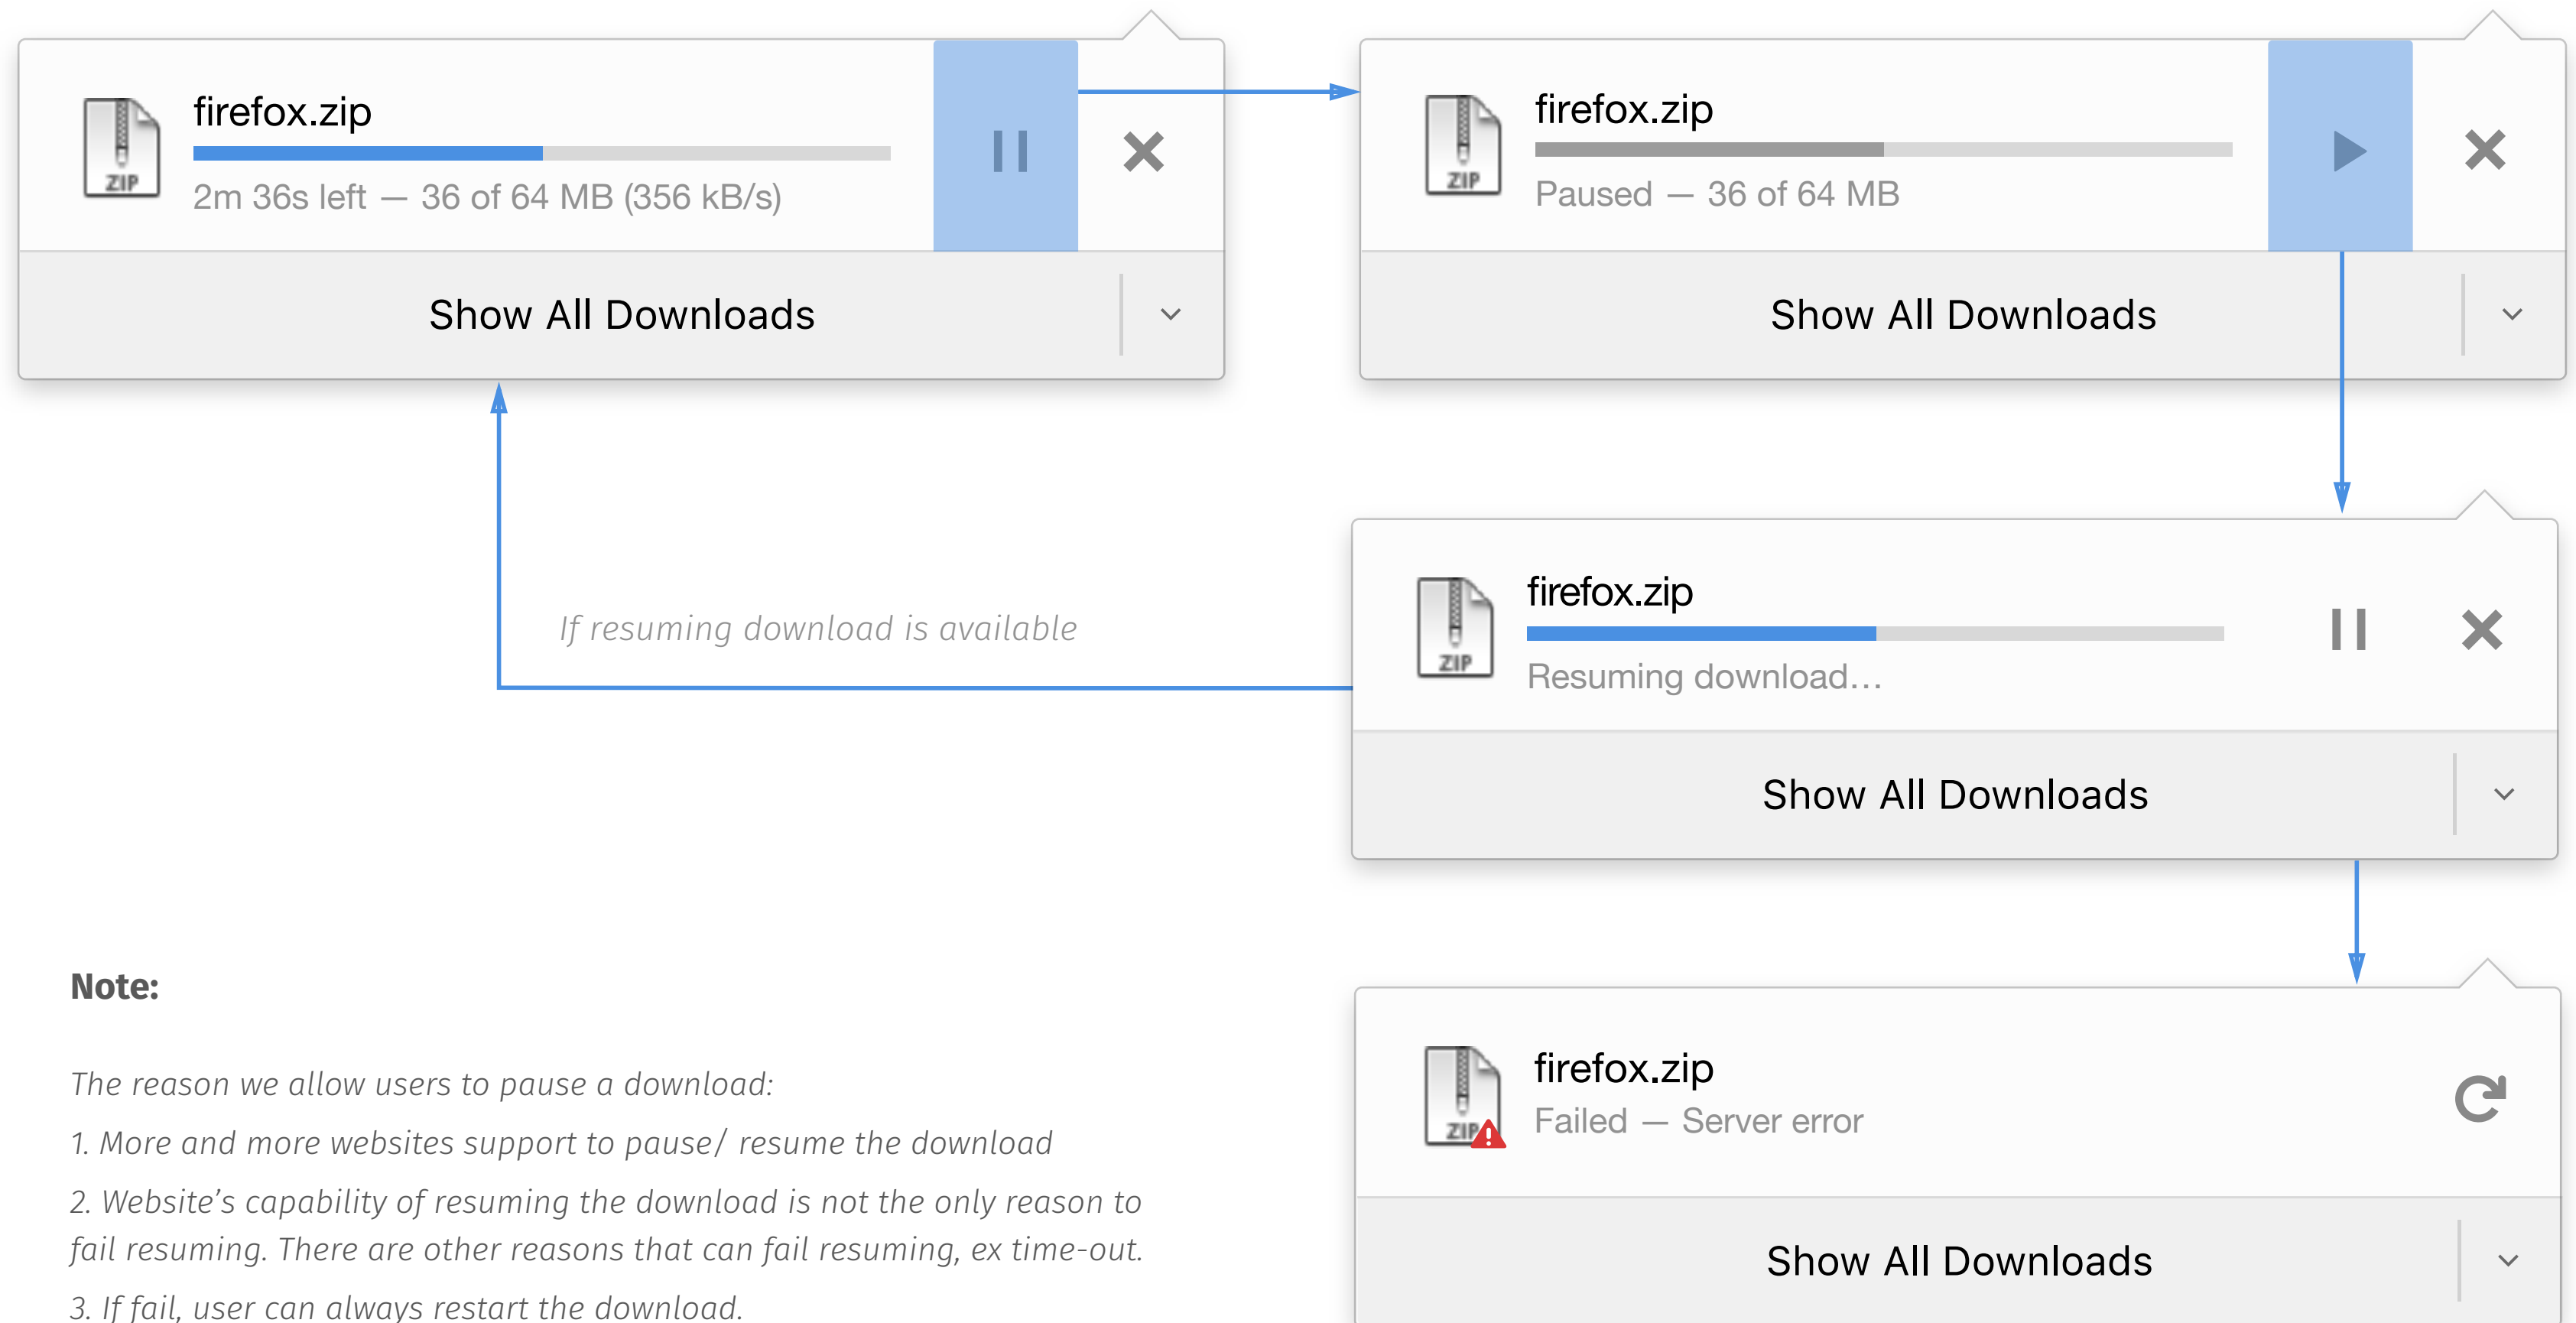 firefox.zip
ZIP
2m 36s left — 36 of 64 MB (356 kB/s)
Show All Downloads
firefox.zip
ZIP
Paused — 36 of 64 MB
Show All Downloads
If resuming download is available
firefox.zip
ZIP
Resuming download...
Show All Downloads
Note:
The reason we allow users to pause a download:
1. More and more websites support to pause/ resume the download
2. Website’s capability of resuming the download is not the only reason to
fail resuming. There are other reasons that can fail resuming, ex time-out.
3. If fail, user can always restart the download.
firefox.zip
ZIP
Failed — Server error
Show All Downloads